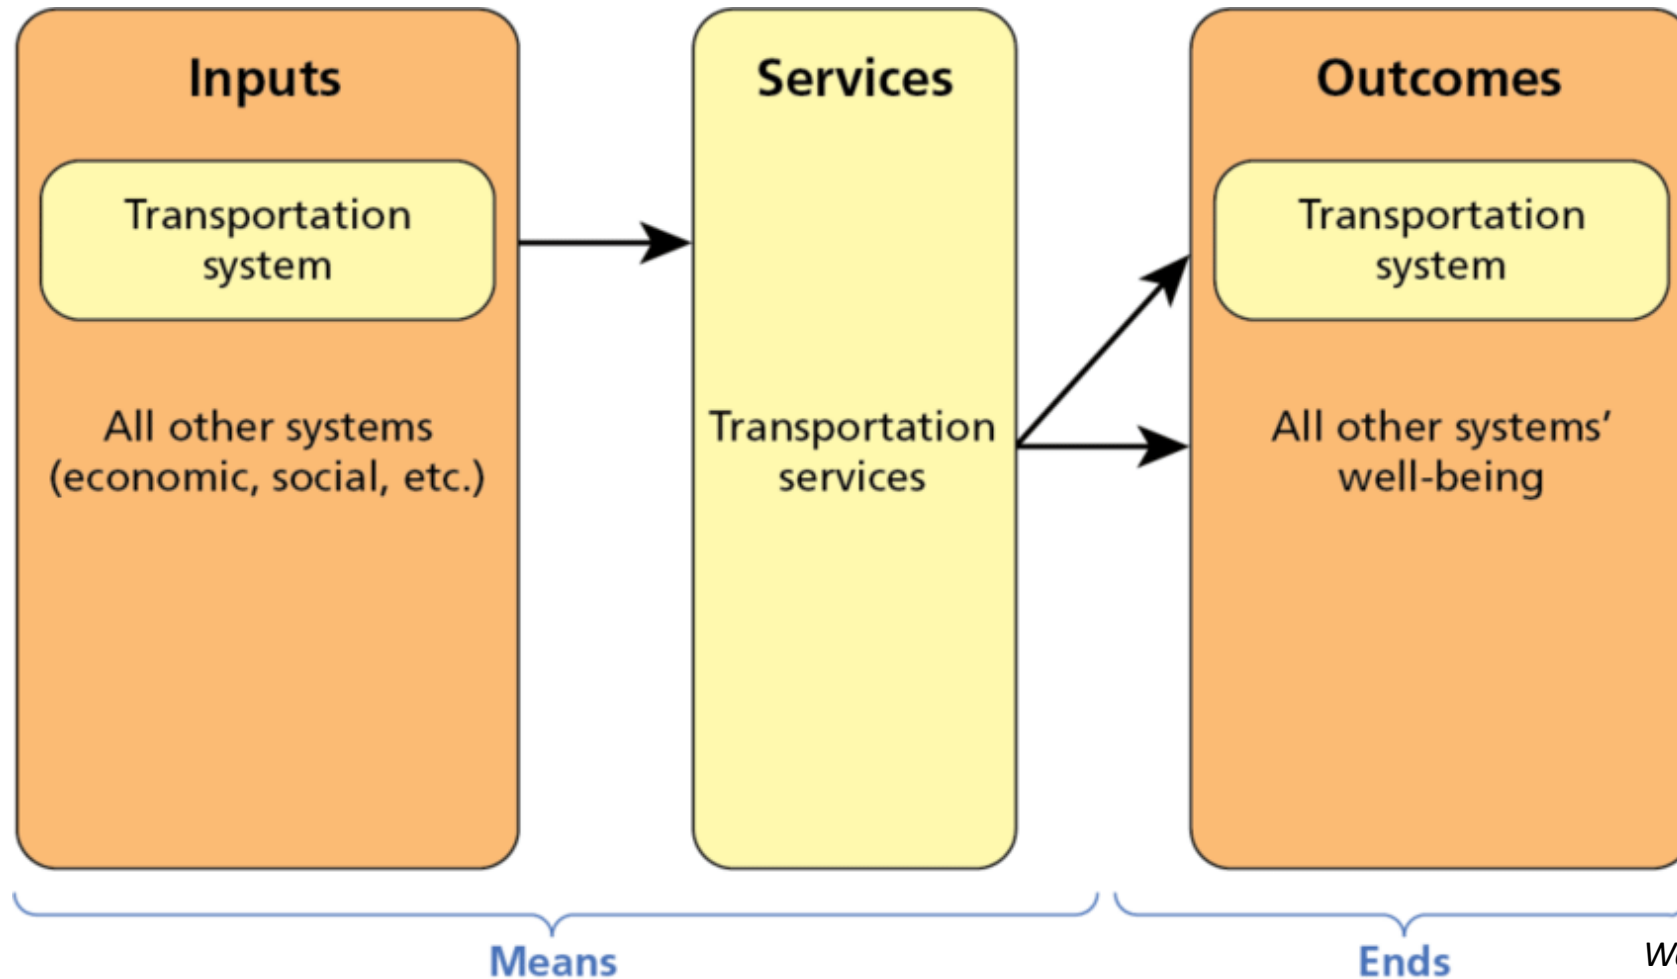 Inputs
Transportation
system
All other systems
(economic, social, etc.)
Services
Transportation
services
Outcomes
Transportation
system
All other systems’
well-being
Means
Ends